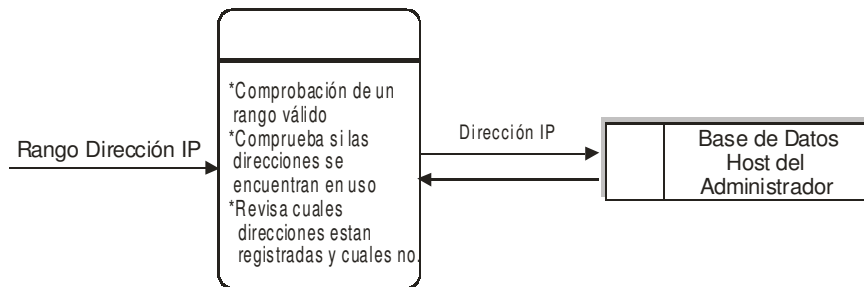 Rango Dirección IP
*Comprobación de un
rango válido
*Comprueba si las
direcciones se
encuentran en uso
*Revisa cuales
direcciones estan
registradas y cuales no.
Dirección IP
Base de Datos
Host del
Administrador